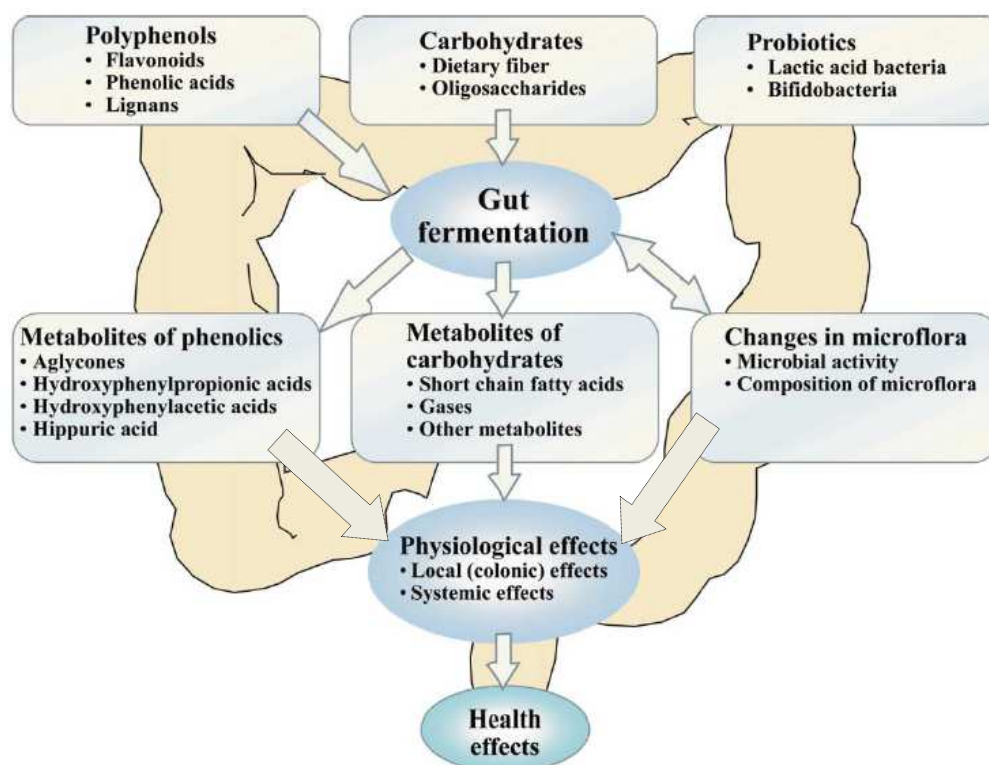 Polyphenols
• Flavonoids
• Phenolic acids
• Lignans
Carbohydrates
• Dietary fiber
• Oligosaccharides
Probiotics
• Lactic acid bacteria
• Bifidobacteria
Gut
fermentation
Metabolites of phenolics
• Aglycones
• Hydroxyphenylpropionic acids
• Hydroxyphenylacetic acids
• Hippuric acid
Metabolites of
carbohydrates
• Short chain fatty acids
• Gases
• Other metabolites
Changes in microflora
• Microbial activity
• Composition of microflora
Physiological effects
• Local (colonic) effects
• Systemic effects
Health
effects